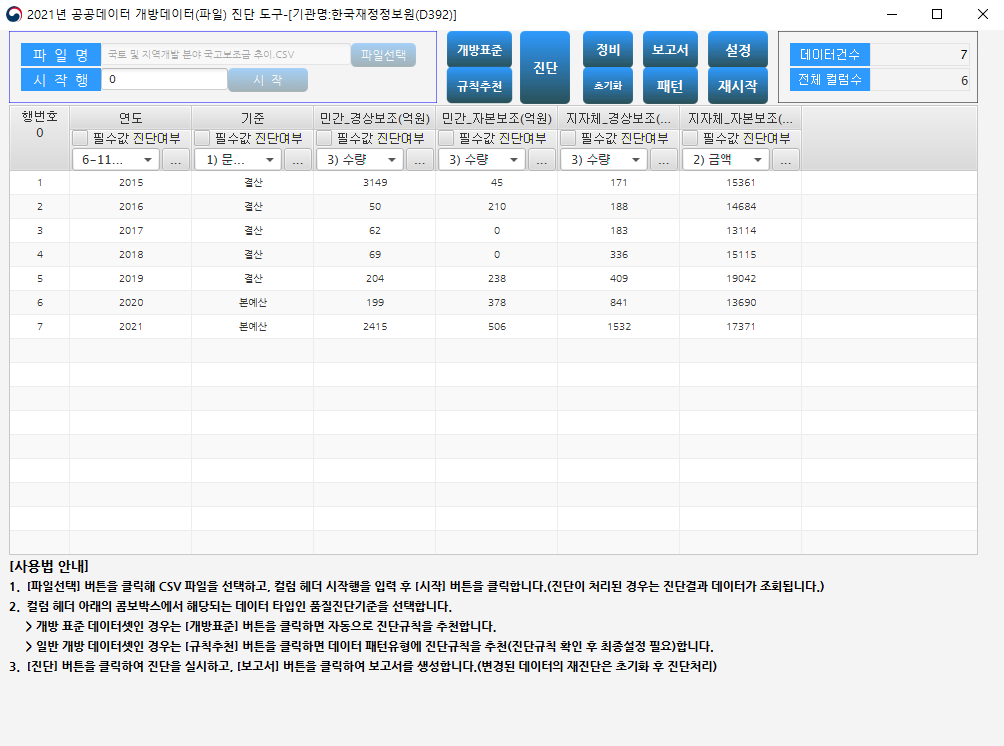 2021년 공공데이터 개방데이터(파일) 진단 도구-[기관명:한국재정정보원(D392)]
파 일 명 국토 및 지역개발 분야 국고보조금 추이.CSV 파일선택
시 작 행 0 시 작
개방표준 진단 정비 보고서 설정
규칙추천 초기화 패턴 재시작
데이터건수 7
전체 컬럼수 6
행번호 연도 기준 민간_경상보조(억원) 민간_자본보조(억원) 지자체_경상보조(... 지자체_자본보조(...
0 필수값 진단여부 필수값 진단여부 필수값 진단여부 필수값 진단여부 필수값 진단여부 필수값 진단여부
6-11... ... 1) 문... ... 3) 수량 ... 3) 수량 ... 3) 수량 ... 2) 금액 ...
1 2015 결산 3149 45 171 15361
2 2016 결산 50 210 188 14684
3 2017 결산 62 0 183 13114
4 2018 결산 69 0 336 15115
5 2019 결산 204 238 409 19042
6 2020 본예산 199 378 841 13690
7 2021 본예산 2415 506 1532 17371
[사용법 안내]
1. [파일선택] 버튼을 클릭해 CSV 파일을 선택하고, 컬럼 헤더 시작행을 입력 후 [시작] 버튼을 클릭합니다.(진단이 처리된 경우는 진단결과 데이터가 조회됩니다.)
2. 컬럼 헤더 아래의 콤보박스에서 해당되는 데이터 타입인 품질진단기준을 선택합니다.
> 개방 표준 데이터셋인 경우는 [개방표준] 버튼을 클릭하면 자동으로 진단규칙을 추천합니다.
> 일반 개방 데이터셋인 경우는 [규칙추천] 버튼을 클릭하면 데이터 패턴유형에 진단규칙을 추천(진단규칙 확인 후 최종설정 필요)합니다.
3. [진단] 버튼을 클릭하여 진단을 실시하고, [보고서] 버튼을 클릭하여 보고서를 생성합니다.(변경된 데이터의 재진단은 초기화 후 진단처리)